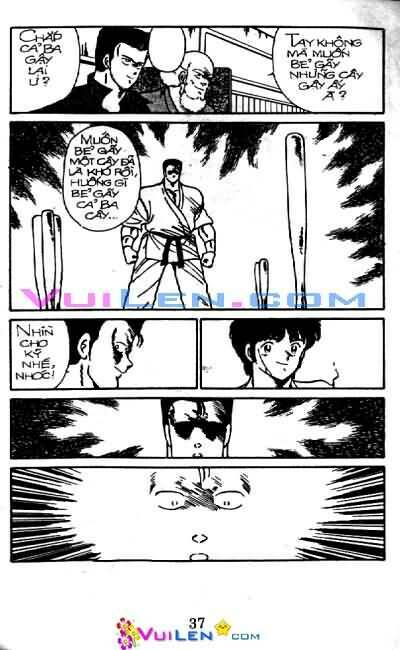 CHẬP
CẢ BA
GÃY
LẠI
Ư?
TAY KHÔNG
MÀ MUỐN
BẺ GÃY
NHỮNG CÂY
GẬY ẤY
À?
MUỐN
BẺ GÃY
MỘT CÂY ĐÃ
LÀ KHÓ RỒI,
HUỐNG GÌ
BẺ GÃY
CẢ BA
CÂY...
VUILEN.COM
NHÌN
CHO
KỸ
NHÉ,
NHÓC!
37
VUILEN
.COM